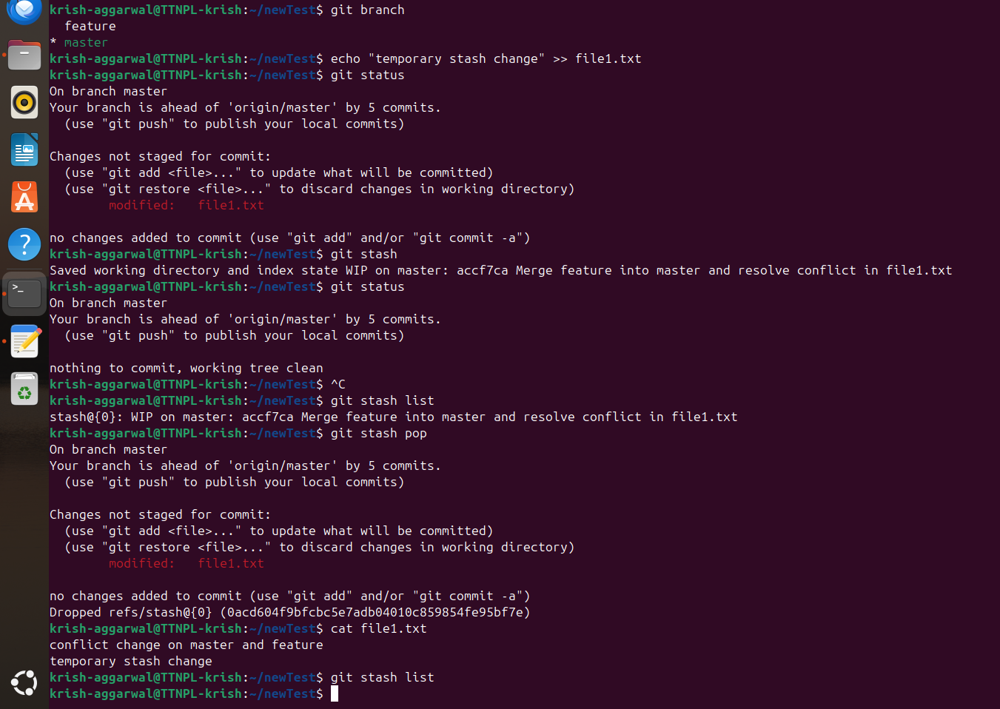 krish-aggarwal@TTNPL-krish:~/newTest$ git branch
  feature
* master
krish-aggarwal@TTNPL-krish:~/newTest$ echo "temporary stash change" >> file1.txt
krish-aggarwal@TTNPL-krish:~/newTest$ git status
On branch master
Your branch is ahead of 'origin/master' by 5 commits.
  (use "git push" to publish your local commits)

Changes not staged for commit:
  (use "git add <file>..." to update what will be committed)
  (use "git restore <file>..." to discard changes in working directory)
        modified:   file1.txt

no changes added to commit (use "git add" and/or "git commit -a")
krish-aggarwal@TTNPL-krish:~/newTest$ git stash
Saved working directory and index state WIP on master: accf7ca Merge feature into master and resolve conflict in file1.txt
krish-aggarwal@TTNPL-krish:~/newTest$ git status
On branch master
Your branch is ahead of 'origin/master' by 5 commits.
  (use "git push" to publish your local commits)

nothing to commit, working tree clean
krish-aggarwal@TTNPL-krish:~/newTest$ ^C
krish-aggarwal@TTNPL-krish:~/newTest$ git stash list
stash@{0}: WIP on master: accf7ca Merge feature into master and resolve conflict in file1.txt
krish-aggarwal@TTNPL-krish:~/newTest$ git stash pop
On branch master
Your branch is ahead of 'origin/master' by 5 commits.
  (use "git push" to publish your local commits)

Changes not staged for commit:
  (use "git add <file>..." to update what will be committed)
  (use "git restore <file>..." to discard changes in working directory)
        modified:   file1.txt

no changes added to commit (use "git add" and/or "git commit -a")
Dropped refs/stash@{0} (0acd604f9bfcbc5e7adb04010c859854fe95bf7e)
krish-aggarwal@TTNPL-krish:~/newTest$ cat file1.txt
conflict change on master and feature
temporary stash change
krish-aggarwal@TTNPL-krish:~/newTest$ git stash list
krish-aggarwal@TTNPL-krish:~/newTest$